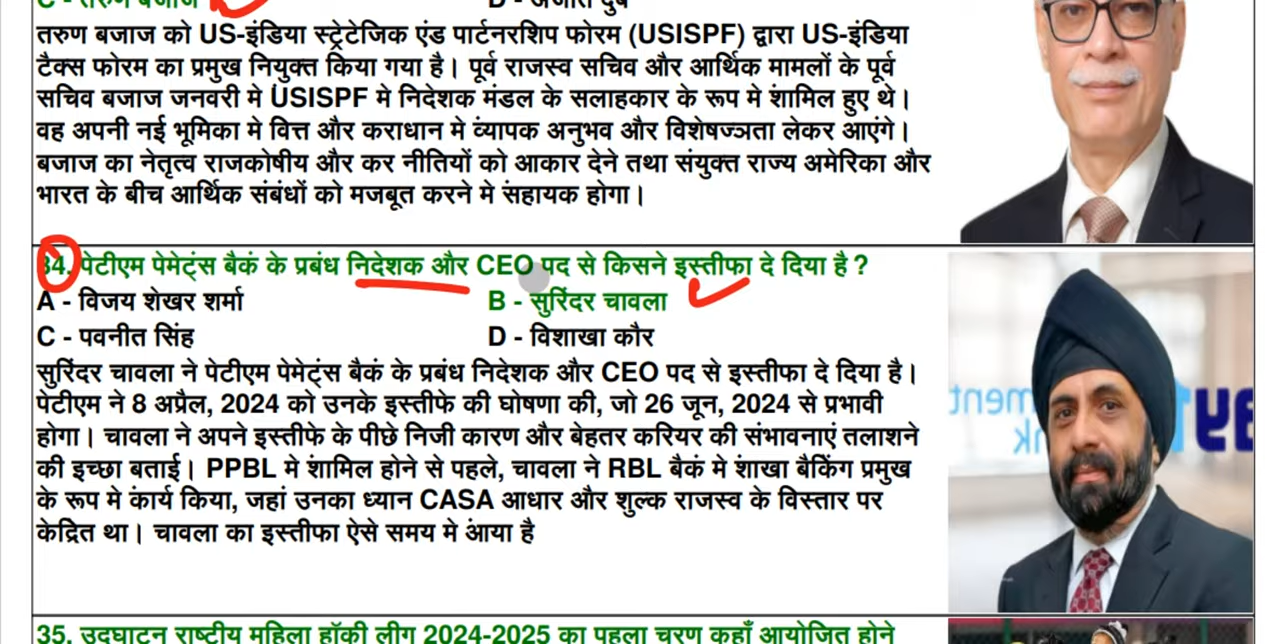 C - तरुण बजाज D - अजीत दुबे
तरुण बजाज को US-इंडिया स्ट्रेटेजिक एंड पार्टनरशिप फोरम (USISPF) द्वारा US-इंडिया
टैक्स फोरम का प्रमुख नियुक्त किया गया है। पूर्व राजस्व सचिव और आर्थिक मामलों के पूर्व
सचिव बजाज जनवरी मे USISPF मे निदेशक मंडल के सलाहकार के रूप मे शामिल हुए थे।
वह अपनी नई भूमिका मे वित्त और कराधान मे व्यापक अनुभव और विशेषज्ञता लेकर आएंगे।
बजाज का नेतृत्व राजकोषीय और कर नीतियों को आकार देने तथा संयुक्त राज्य अमेरिका और
भारत के बीच आर्थिक संबंधों को मजबूत करने मे सहायक होगा।
34. पेटीएम पेमेंट्स बैंक के प्रबंध निदेशक और CEO पद से किसने इस्तीफा दे दिया है ?
A - विजय शेखर शर्मा B - सुरिंदर चावला
C - पवनीत सिंह D - विशाखा कौर
सुरिंदर चावला ने पेटीएम पेमेंट्स बैंक के प्रबंध निदेशक और CEO पद से इस्तीफा दे दिया है।
पेटीएम ने 8 अप्रैल, 2024 को उनके इस्तीफे की घोषणा की, जो 26 जून, 2024 से प्रभावी
होगा। चावला ने अपने इस्तीफे के पीछे निजी कारण और बेहतर करियर की संभावनाएं तलाशने
की इच्छा बताई। PPBL मे शामिल होने से पहले, चावला ने RBL बैंक मे शाखा बैंकिंग प्रमुख
के रूप मे कार्य किया, जहां उनका ध्यान CASA आधार और शुल्क राजस्व के विस्तार पर
केंद्रित था। चावला का इस्तीफा ऐसे समय मे आया है
35. उदघाटन राष्टीय महिला हॉकी लीग 2024-2025 का पहला चरण कहाँ आयोजित होने